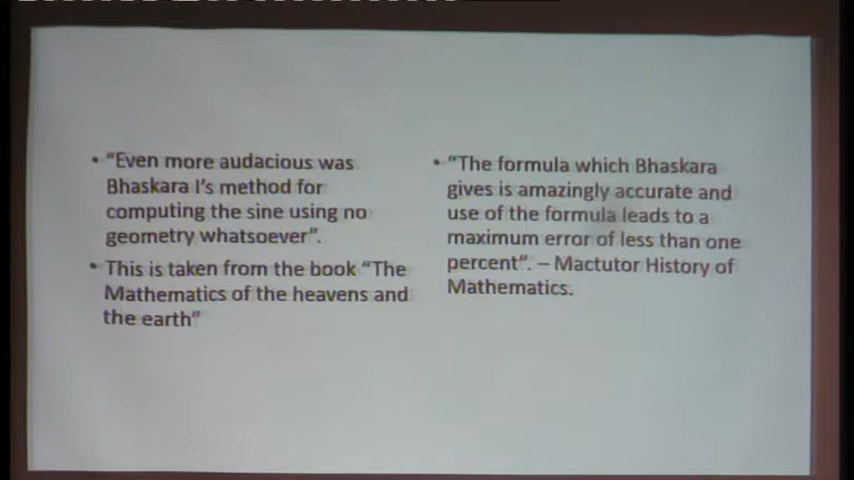 • “Even more audacious was
Bhaskara I’s method for
computing the sine using no
geometry whatsoever”.
• This is taken from the book “The
Mathematics of the heavens and
the earth”
• “The formula which Bhaskara
gives is amazingly accurate and
use of the formula leads to a
maximum error of less than one
percent”. – Mactutor History of
Mathematics.